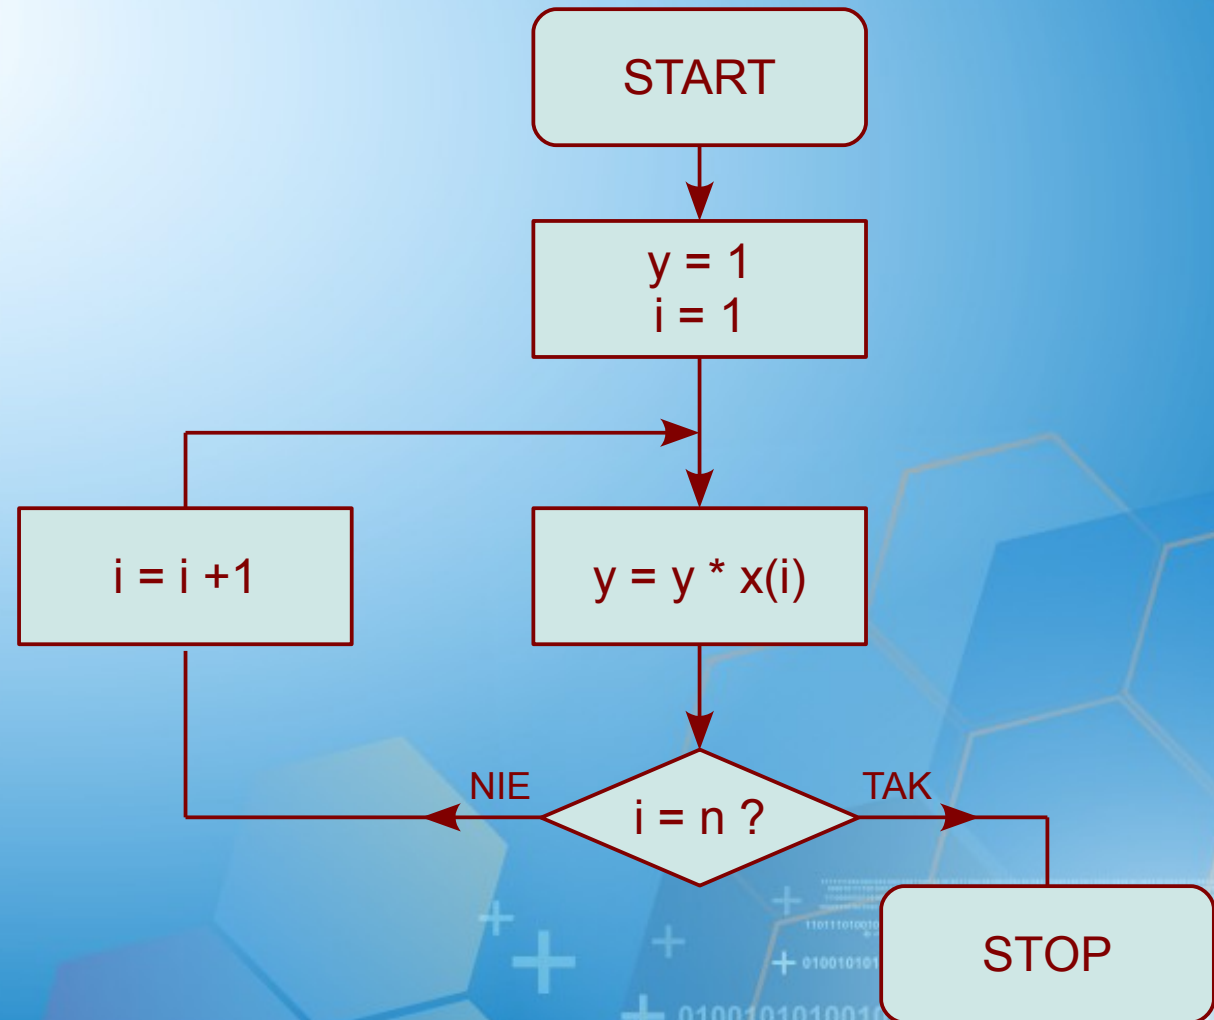 START
y = 1
i = 1
i = i +1
y = y * x(i)
NIE
i = n ?
TAK
STOP